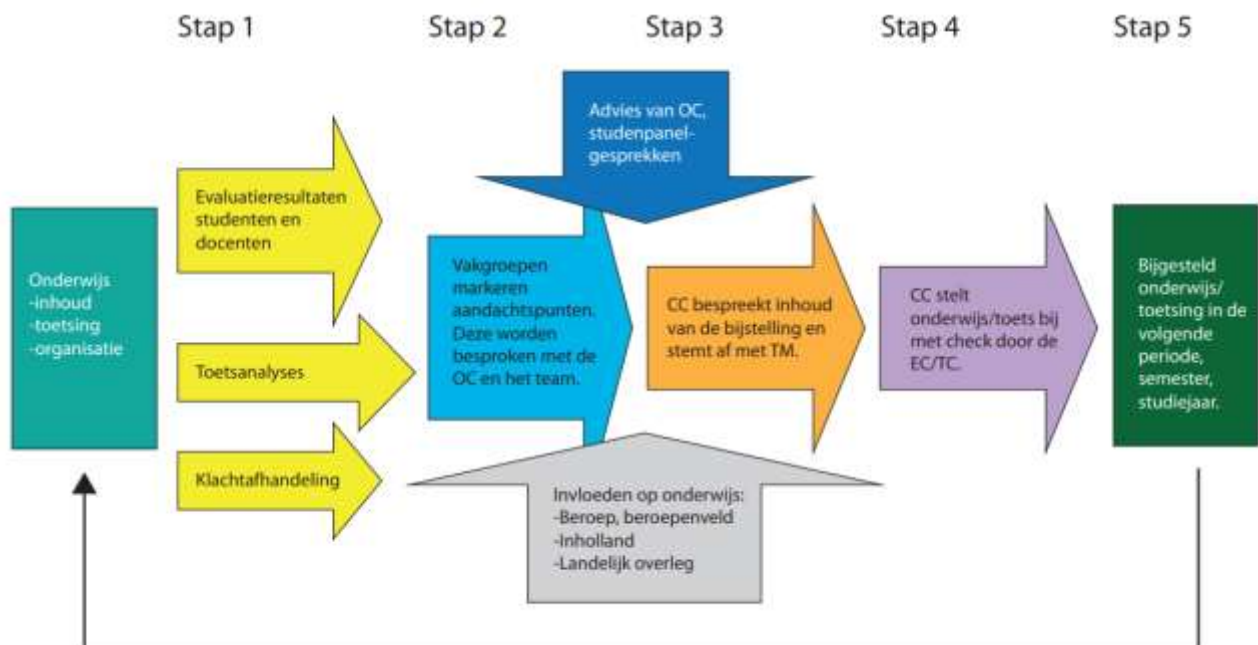 Stap 1
Stap 2
Stap 3
Stap 4
Stap 5
Onderwijs
-inhoud
-toetsing
-organisatie
Evaluatieresultaten
studenten en
docenten
Toetsanalyses
Klachtafhandeling
Vakgroepen
markeren
aandachtspunten.
Deze worden
besproken met de
OC en het team.
Advies van OC,
studenpanel-
gesprekken
CC bespreekt inhoud
van de bijstelling en
stemt af met TM.
Invloeden op onderwijs:
-Beroep, beroepenveld
-Inholland
-Landelijk overleg
CC stelt
onderwijs/toets bij
met check door de
EC/TC.
Bijgesteld
onderwijs/
toetsing in de
volgende
periode,
semester,
studiejaar.